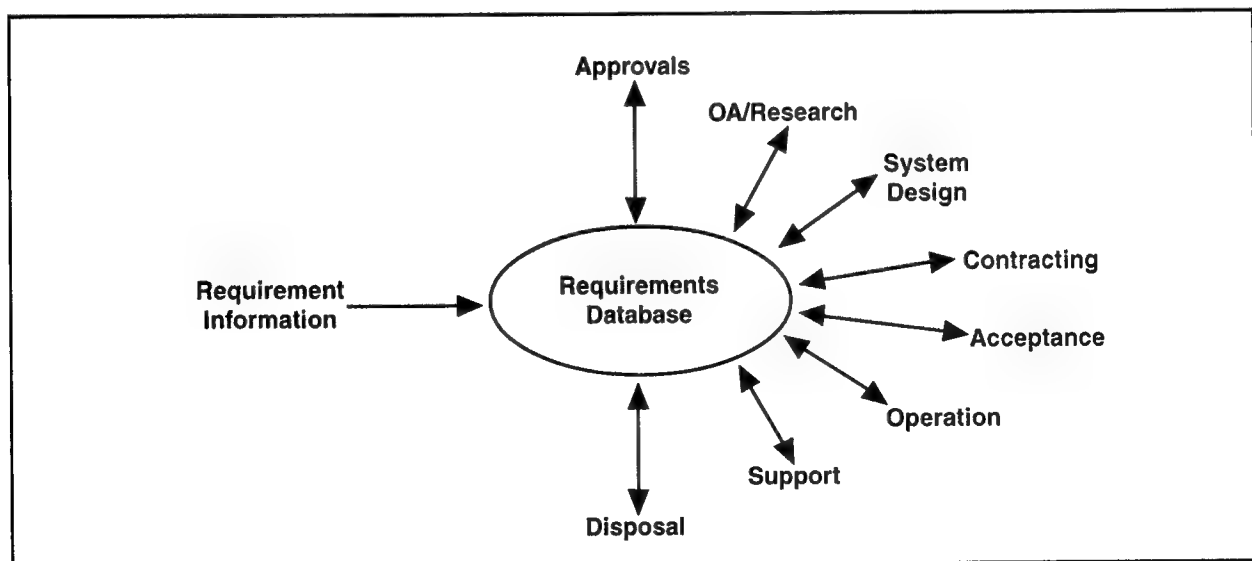 Approvals
OA/Research
System
Design
Contracting
Requirement
Information
Requirements
Database
Acceptance
Operation
Support
Disposal